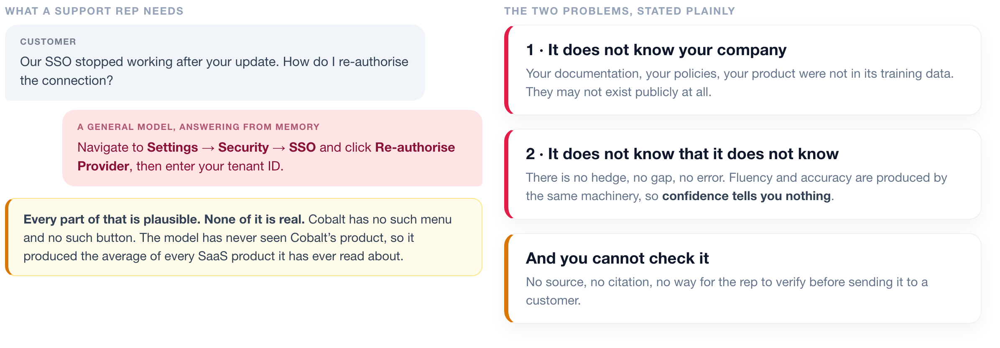 WHAT A SUPPORT REP NEEDS
CUSTOMER
Our SSO stopped working after your update. How do I re-authorise
the connection?
A GENERAL MODEL, ANSWERING FROM MEMORY
Navigate to Settings → Security → SSO and click Re-authorise
Provider, then enter your tenant ID.
Every part of that is plausible. None of it is real. Cobalt has no such menu
and no such button. The model has never seen Cobalt’s product, so it
produced the average of every SaaS product it has ever read about.
THE TWO PROBLEMS, STATED PLAINLY
1 · It does not know your company
Your documentation, your policies, your product were not in its training data.
They may not exist publicly at all.
2 · It does not know that it does not know
There is no hedge, no gap, no error. Fluency and accuracy are produced by
the same machinery, so confidence tells you nothing.
And you cannot check it
No source, no citation, no way for the rep to verify before sending it to a
customer.